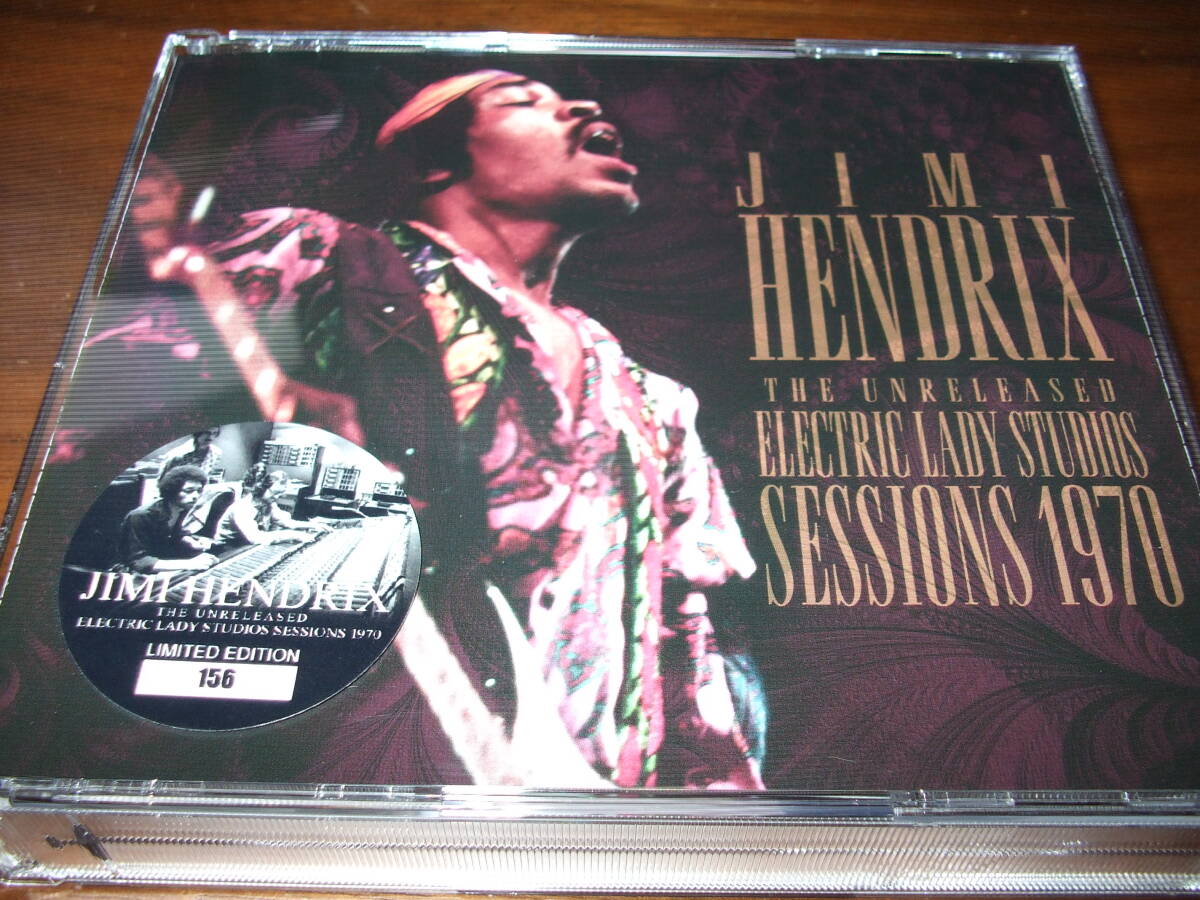 JIMI
HENDRIX
THE UNRELEASED
ELECTRIC LADY STUDIOS
SESSIONS 1970
JIMI HENDRIX
THE UNRELEASED
ELECTRIC LADY STUDIOS SESSIONS 1970
LIMITED EDITION
156